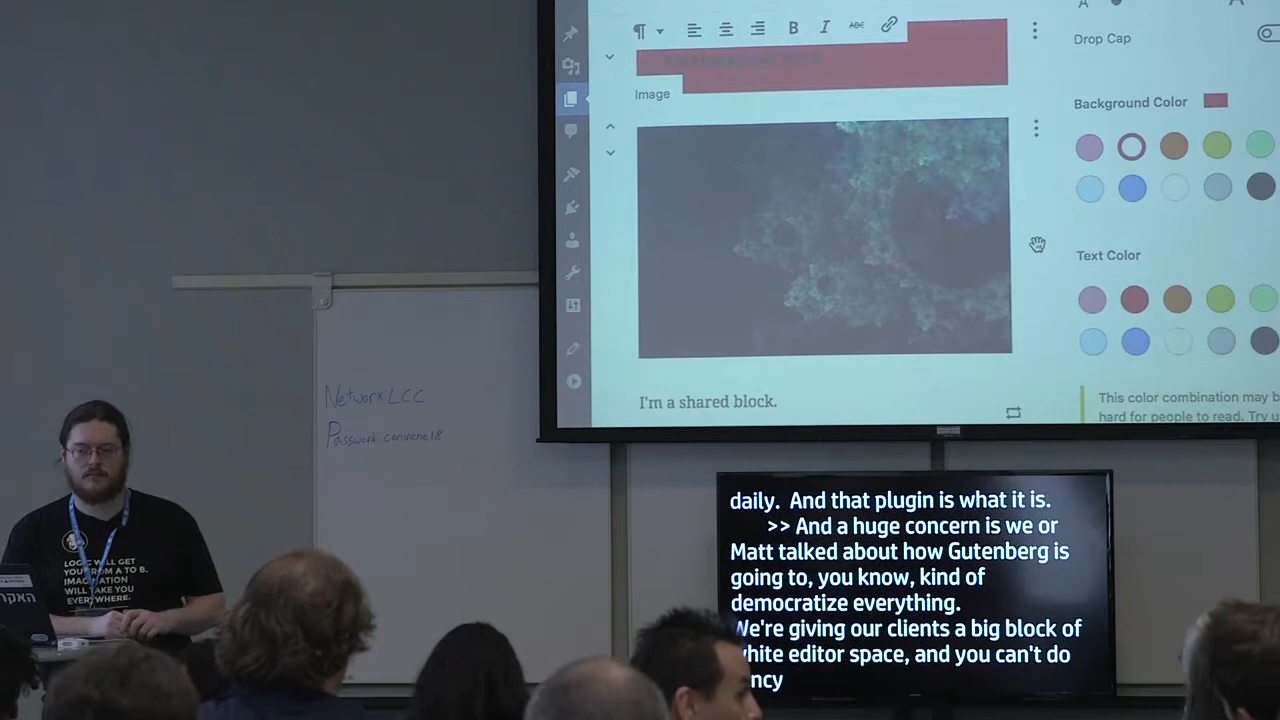 B I ABC
Drop Cap
Image
Background Color
Text Color
I'm a shared block.
This color combination may b
hard for people to read. Try u
Network: LCC
Password: convene18
LOGIC WILL GET
YOU FROM A TO B.
IMAGINATION
WILL TAKE YOU
EVERYWHERE.
האקר
daily. And that plugin is what it is.
>> And a huge concern is we or
Matt talked about how Gutenberg is
going to, you know, kind of
democratize everything.
We're giving our clients a big block of
white editor space, and you can't do
ncy